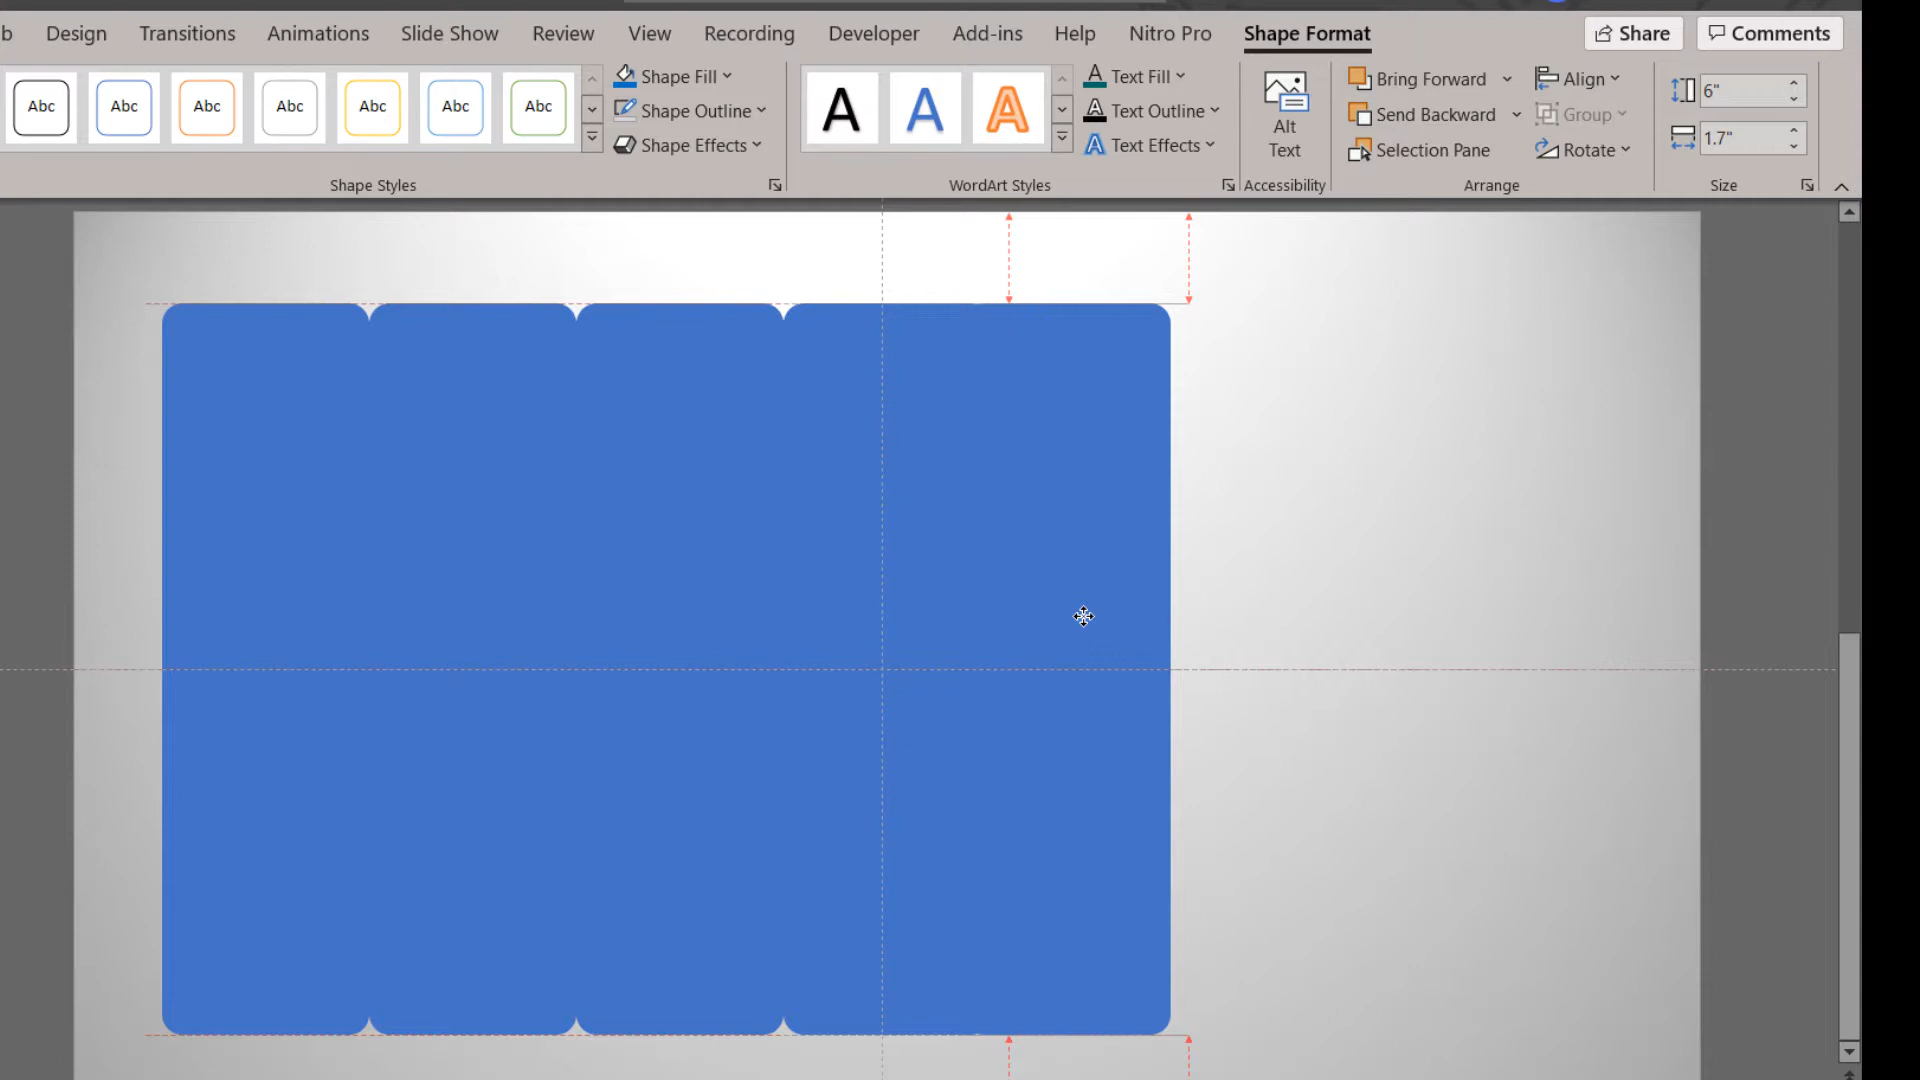 b Design Transitions Animations Slide Show Review View Recording Developer Add-ins Help Nitro Pro Shape Format Share Comments
Abc Abc Abc Abc Abc Abc Abc
Shape Fill
Shape Outline
Shape Effects
Shape Styles
A A A
A Text Fill
A Text Outline
A Text Effects
WordArt Styles
Alt
Text
Accessibility
Bring Forward
Send Backward
Selection Pane
Align
Group
Rotate
Arrange
6"
1.7"
Size